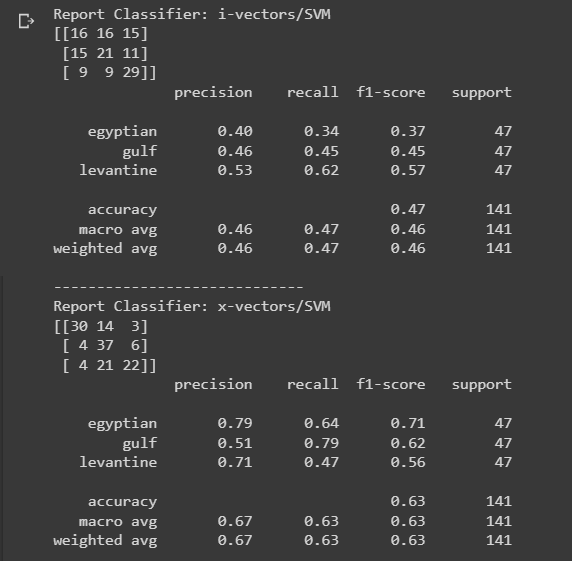 Report Classifier: i-vectors/SVM
[[16 16 15]
[15 21 11]
[ 9  9 29]]
precision recall f1-score support
egyptian 0.40 0.34 0.37 47
gulf 0.46 0.45 0.45 47
levantine 0.53 0.62 0.57 47
accuracy 0.47 141
macro avg 0.46 0.47 0.46 141
weighted avg 0.46 0.47 0.46 141
-----------------------------
Report Classifier: x-vectors/SVM
[[30 14  3]
[ 4 37  6]
[ 4 21 22]]
precision recall f1-score support
egyptian 0.79 0.64 0.71 47
gulf 0.51 0.79 0.62 47
levantine 0.71 0.47 0.56 47
accuracy 0.63 141
macro avg 0.67 0.63 0.63 141
weighted avg 0.67 0.63 0.63 141